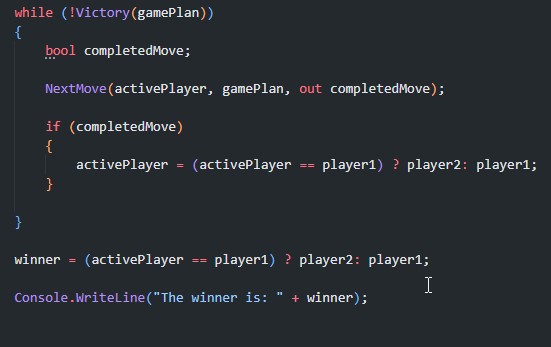 while (!Victory(gamePlan))
{
bool completedMove;
NextMove(activePlayer, gamePlan, out completedMove);
if (completedMove)
{
activePlayer = (activePlayer == player1) ? player2: player1;
}
}
winner = (activePlayer == player1) ? player2: player1;
Console.WriteLine("The winner is: " + winner);